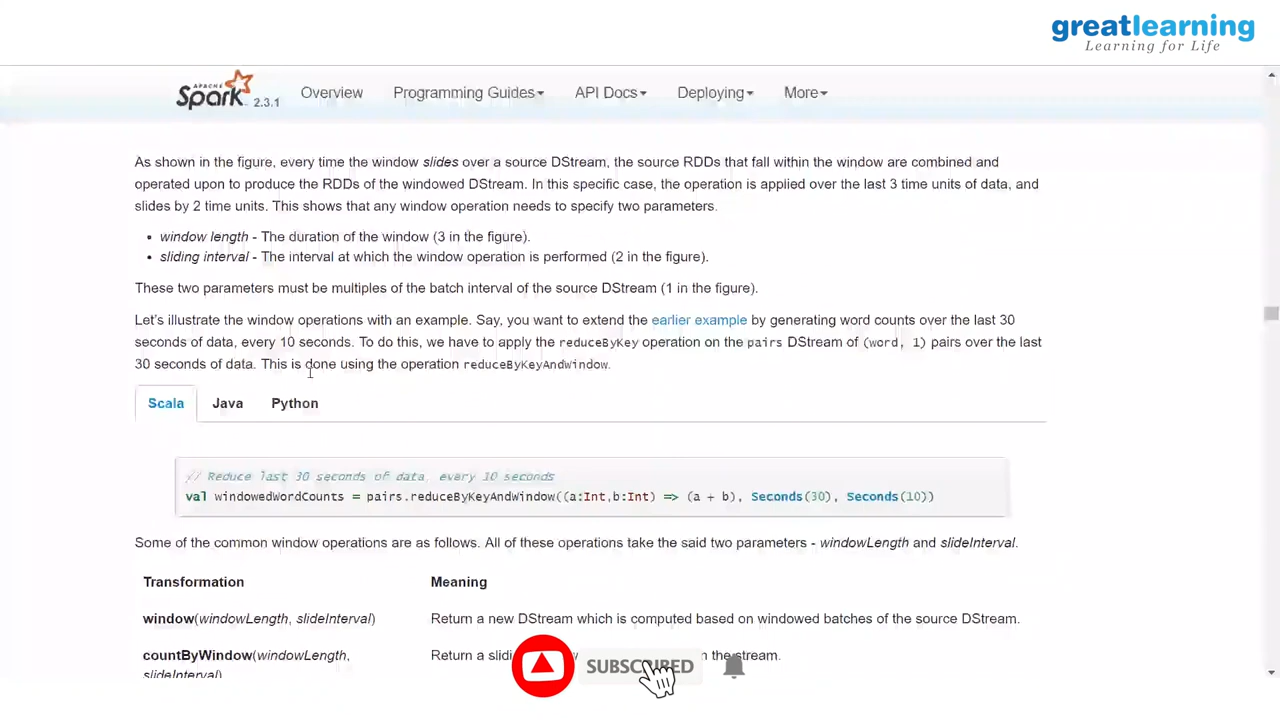 greatlearning
Learning for Life
APACHE
Spark 2.3.1 Overview Programming Guides API Docs Deploying More
As shown in the figure, every time the window slides over a source DStream, the source RDDs that fall within the window are combined and
operated upon to produce the RDDs of the windowed DStream. In this specific case, the operation is applied over the last 3 time units of data, and
slides by 2 time units. This shows that any window operation needs to specify two parameters.
• window length - The duration of the window (3 in the figure).
• sliding interval - The interval at which the window operation is performed (2 in the figure).
These two parameters must be multiples of the batch interval of the source DStream (1 in the figure).
Let's illustrate the window operations with an example. Say, you want to extend the earlier example by generating word counts over the last 30
seconds of data, every 10 seconds. To do this, we have to apply the reduceByKey operation on the pairs DStream of (word, 1) pairs over the last
30 seconds of data. This is done using the operation reduceByKeyAndWindow.
Scala Java Python
// Reduce last 30 seconds of data, every 10 seconds
val windowedWordCounts = pairs.reduceByKeyAndWindow((a:Int,b:Int) => (a + b), Seconds(30), Seconds(10))
Some of the common window operations are as follows. All of these operations take the said two parameters - windowLength and slideInterval.
Transformation Meaning
window(windowLength, slideInterval) Return a new DStream which is computed based on windowed batches of the source DStream.
countByWindow(windowLength, Return a slidi n the stream.
slideInterval)
SUBSCRIBED